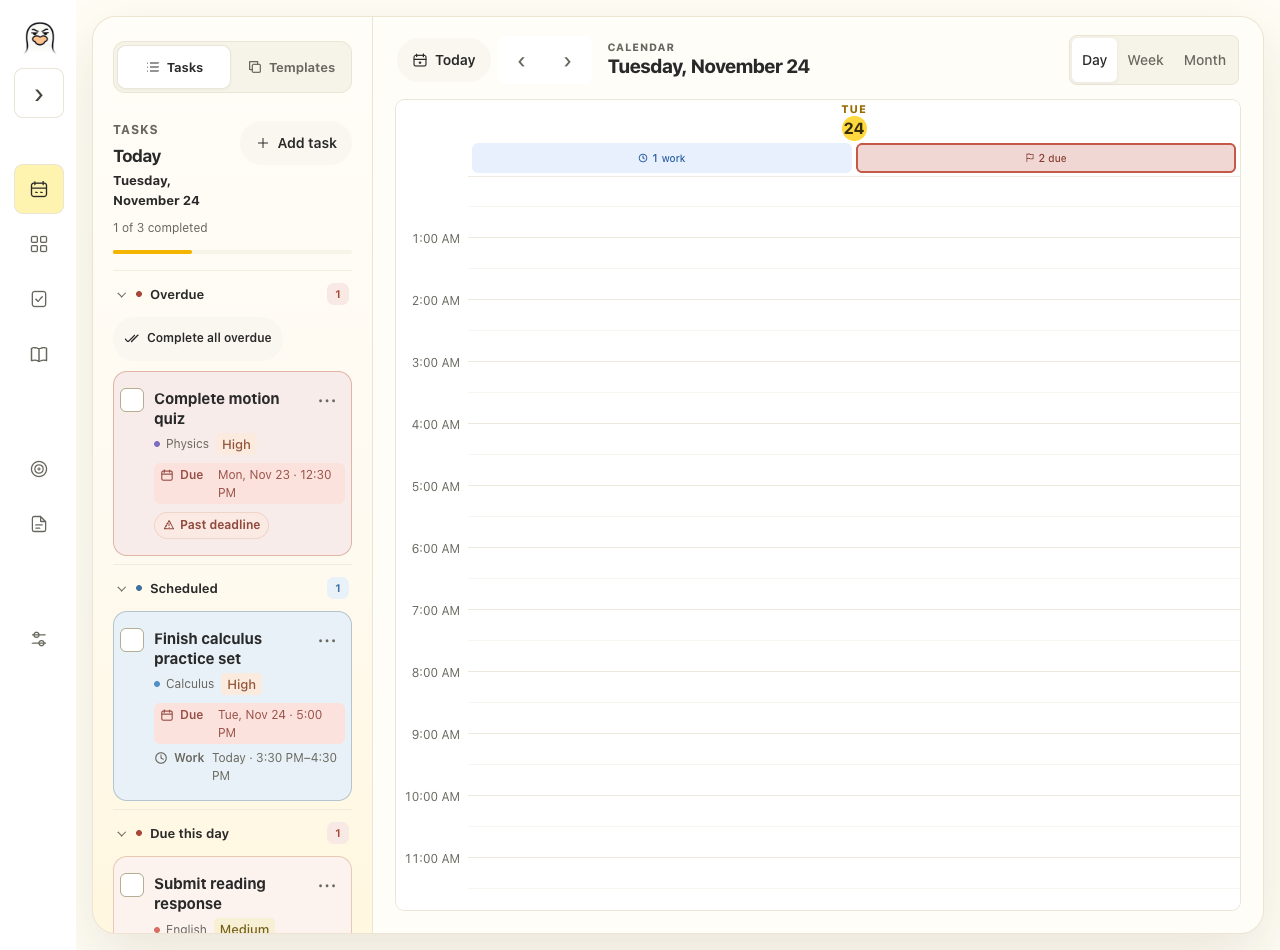 Tasks
Templates
TASKS
Today
Tuesday,
November 24
Add task
1 of 3 completed
Overdue
1
Complete all overdue
Complete motion
quiz
Physics
High
Due
Mon, Nov 23 · 12:30
PM
Past deadline
Scheduled
1
Finish calculus
practice set
Calculus
High
Due
Tue, Nov 24 · 5:00
PM
Work
Today · 3:30 PM–4:30
PM
Due this day
1
Submit reading
response
English
Medium
Today
CALENDAR
Tuesday, November 24
Day
Week
Month
TUE
24
1 work
2 due
1:00 AM
2:00 AM
3:00 AM
4:00 AM
5:00 AM
6:00 AM
7:00 AM
8:00 AM
9:00 AM
10:00 AM
11:00 AM